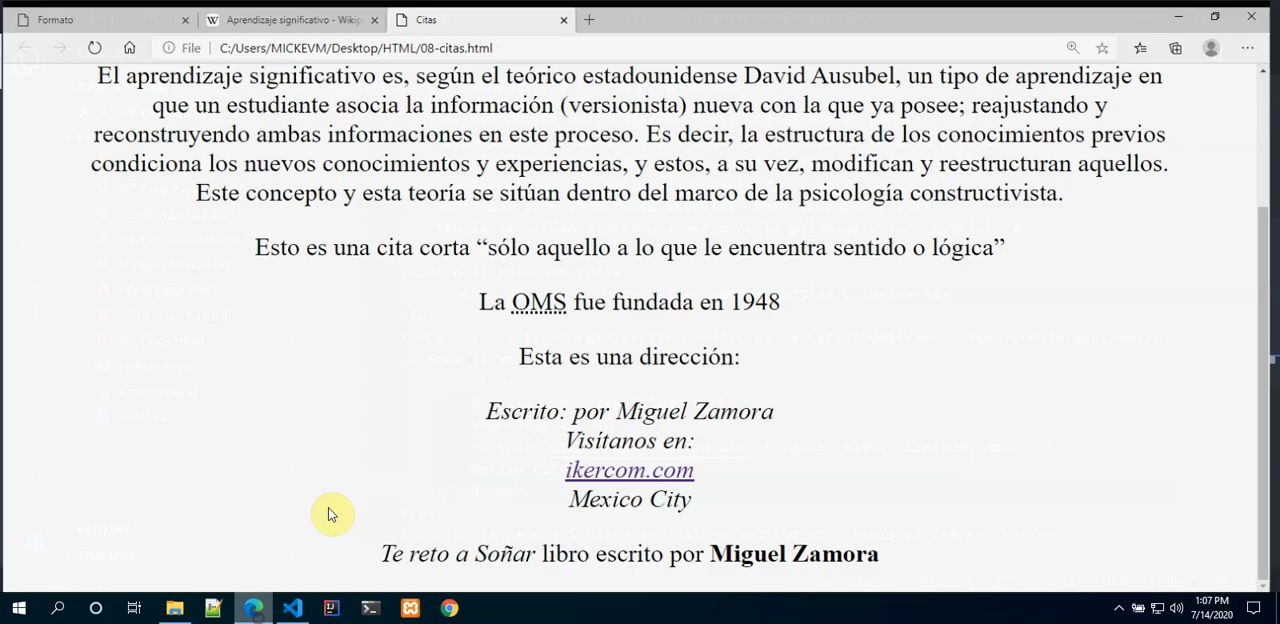 Formato
Aprendizaje significativo - Wikip
Citas
File
C:/Users/MICKEVM/Desktop/HTML/08-citas.html
El aprendizaje significativo es, según el teórico estadounidense David Ausubel, un tipo de aprendizaje en
que un estudiante asocia la información (versionista) nueva con la que ya posee; reajustando y
reconstruyendo ambas informaciones en este proceso. Es decir, la estructura de los conocimientos previos
condiciona los nuevos conocimientos y experiencias, y estos, a su vez, modifican y reestructuran aquellos.
Este concepto y esta teoría se sitúan dentro del marco de la psicología constructivista.
Esto es una cita corta “sólo aquello a lo que le encuentra sentido o lógica”
La OMS fue fundada en 1948
Esta es una dirección:
Escrito: por Miguel Zamora
Visítanos en:
ikercom.com
Mexico City
Te reto a Soñar libro escrito por Miguel Zamora
1:07 PM
7/14/2020